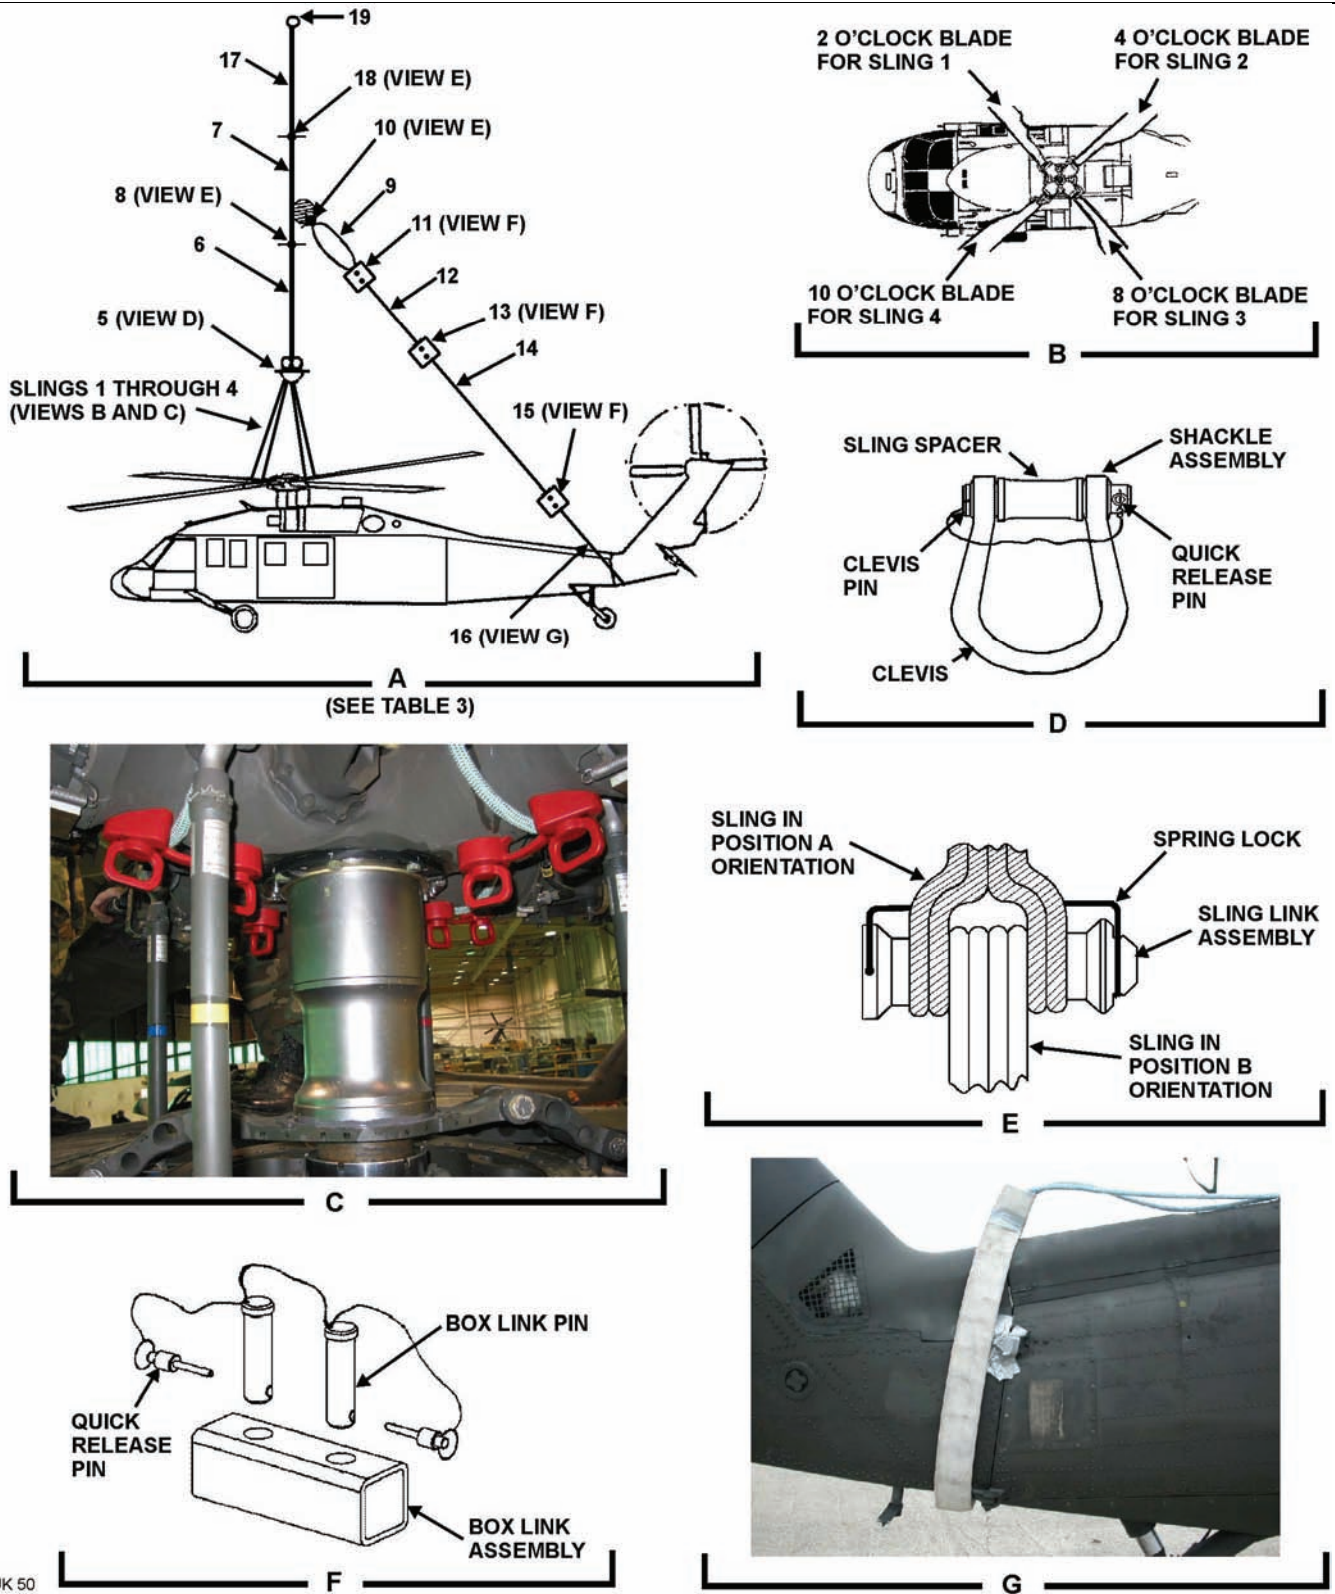 19
17
18 (VIEW E)
7
10 (VIEW E)
8 (VIEW E)
9
11 (VIEW F)
6
12
5 (VIEW D)
13 (VIEW F)
14
SLINGS 1 THROUGH 4
(VIEWS B AND C)
15 (VIEW F)
16 (VIEW G)
A
(SEE TABLE 3)
2 O'CLOCK BLADE
FOR SLING 1
4 O'CLOCK BLADE
FOR SLING 2
10 O'CLOCK BLADE
FOR SLING 4
8 O'CLOCK BLADE
FOR SLING 3
B
SLING SPACER
SHACKLE
ASSEMBLY
CLEVIS
PIN
QUICK
RELEASE
PIN
CLEVIS
D
C
SLING IN
POSITION A
ORIENTATION
SPRING LOCK
SLING LINK
ASSEMBLY
SLING IN
POSITION B
ORIENTATION
E
BOX LINK PIN
QUICK
RELEASE
PIN
BOX LINK
ASSEMBLY
F
G
50